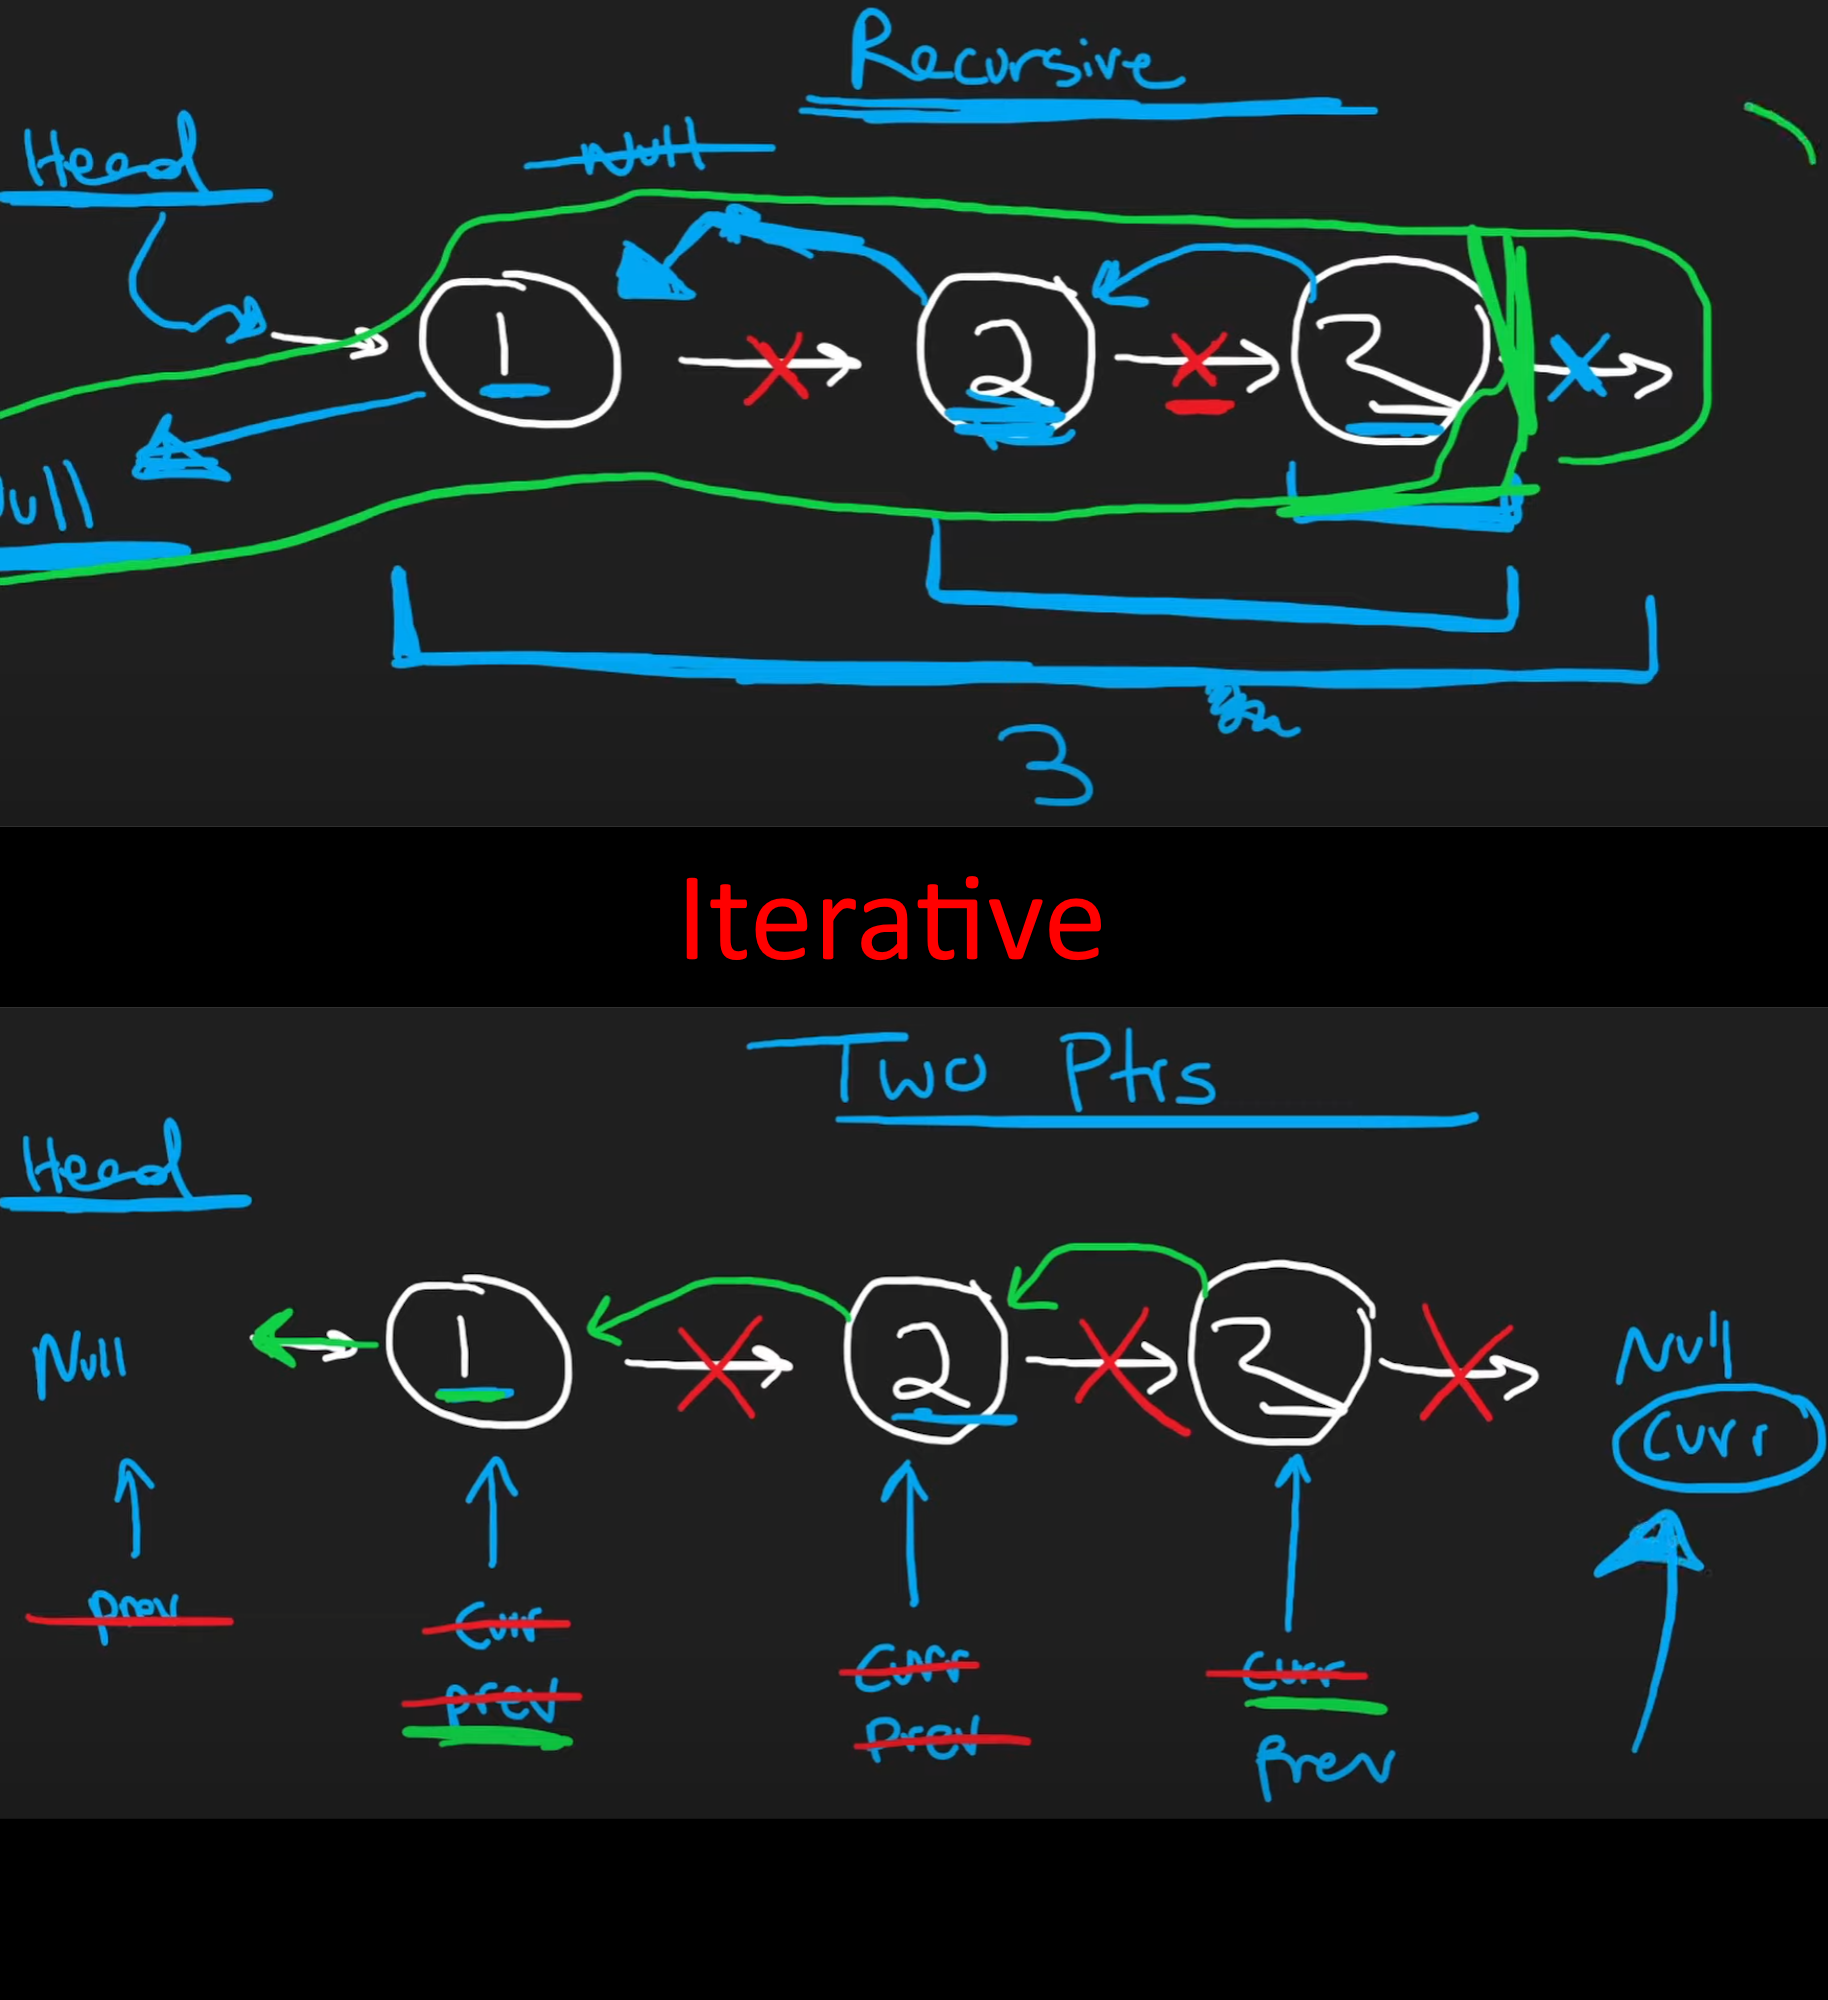 Recursive
Head
null
1 2 3
ull
3
Iterative
Two Ptrs
Head
Null 1 2 3 Null
curr
prev curr curr curr
prev prev Prev